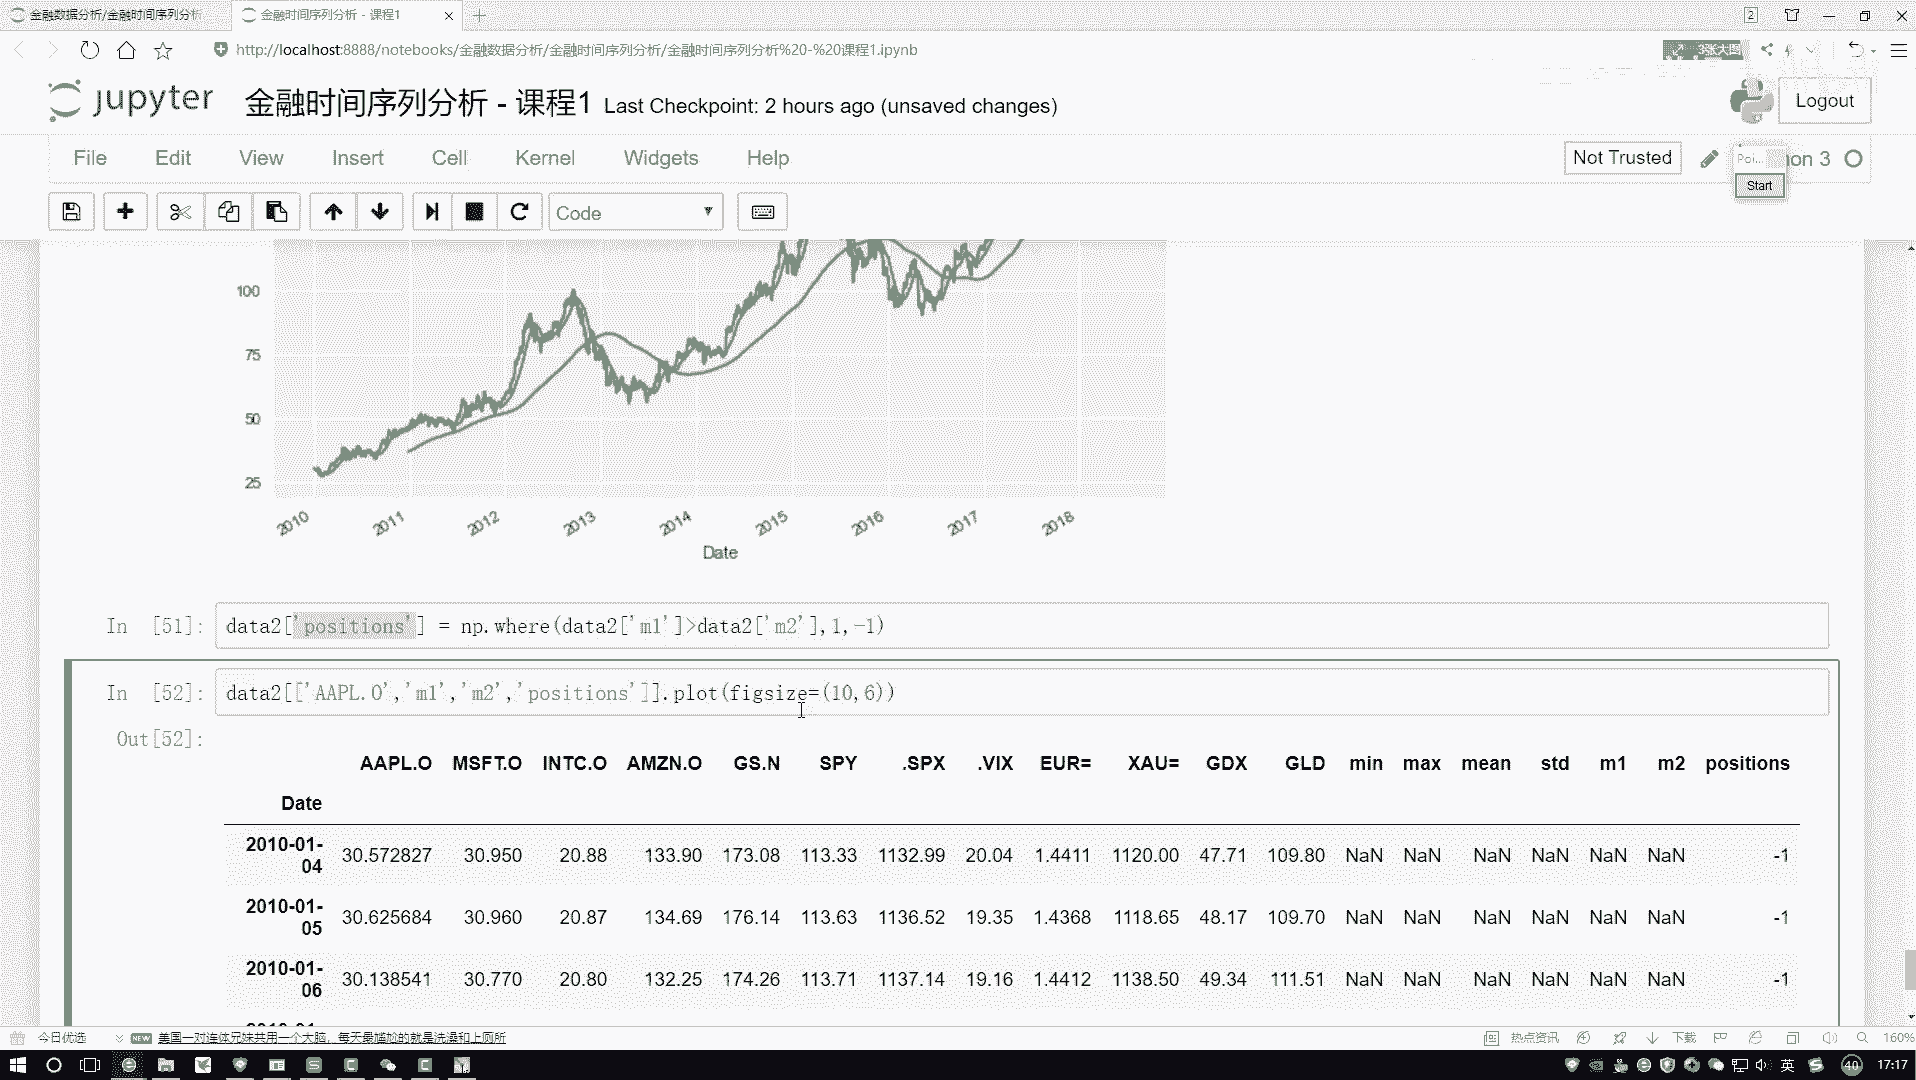 金融数据分析/金融时间序列分析
金融时间序列分析 - 课程1
2
http://localhost:8888/notebooks/金融数据分析/金融时间序列分析/金融时间序列分析%20-%20课程1.ipynb
3张大图
jupyter 金融时间序列分析 - 课程1 Last Checkpoint: 2 hours ago (unsaved changes)
Logout
File Edit View Insert Cell Kernel Widgets Help
Not Trusted
Poi...
on 3
Start
Code
100
75
50
25
2010 2011 2012 2013 2014 2015 2016 2017 2018
Date
In [51]: data2['positions'] = np.where(data2['m1']>data2['m2'],1,-1)
In [52]: data2[['AAPL.O','m1','m2','positions']].plot(figsize=(10,6))
Out[52]:
AAPL.O MSFT.O INTC.O AMZN.O GS.N SPY .SPX .VIX EUR= XAU= GDX GLD min max mean std m1 m2 positions
Date
2010-01-04 30.572827 30.950 20.88 133.90 173.08 113.33 1132.99 20.04 1.4411 1120.00 47.71 109.80 NaN NaN NaN NaN NaN NaN -1
2010-01-05 30.625684 30.960 20.87 134.69 176.14 113.63 1136.52 19.35 1.4368 1118.65 48.17 109.70 NaN NaN NaN NaN NaN NaN -1
2010-01-06 30.138541 30.770 20.80 132.25 174.26 113.71 1137.14 19.16 1.4412 1138.50 49.34 111.51 NaN NaN NaN NaN NaN NaN -1
今日优选
NEW
美国一对连体兄妹共用一个大脑，每天最尴尬的就是洗澡和上厕所
热点资讯
下载
160%
英
40
17:17